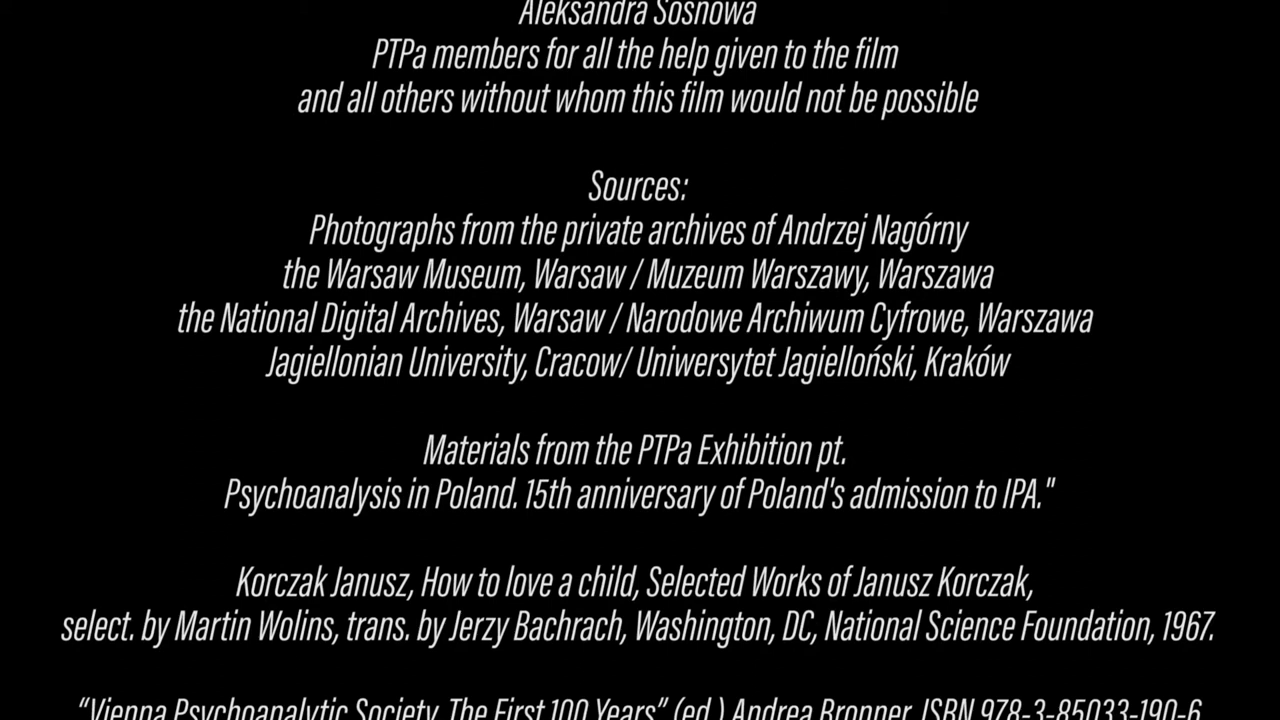 Aleksandra Sosnowa
PTPa members for all the help given to the film
and all others without whom this film would not be possible
Sources:
Photographs from the private archives of Andrzej Nagórny
the Warsaw Museum, Warsaw / Muzeum Warszawy, Warszawa
the National Digital Archives, Warsaw / Narodowe Archiwum Cyfrowe, Warszawa
Jagiellonian University, Cracow/ Uniwersytet Jagielloński, Kraków
Materials from the PTPa Exhibition pt.
Psychoanalysis in Poland. 15th anniversary of Poland's admission to IPA."
Korczak Janusz, How to love a child, Selected Works of Janusz Korczak,
select. by Martin Wolins, trans. by Jerzy Bachrach, Washington, DC, National Science Foundation, 1967.
“Vienna Psychoanalytic Society. The First 100 Years” (ed.) Andrea Bronner, ISBN 978-3-85033-190-6